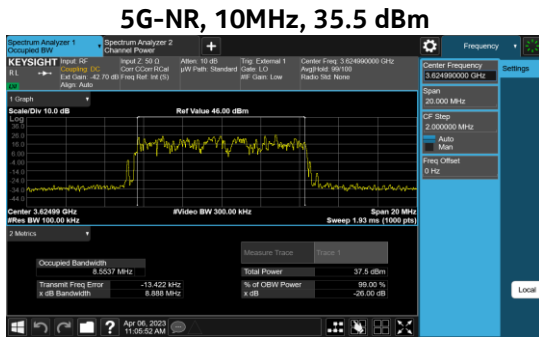 5G-NR, 10MHz, 35.5 dBm
Spectrum Analyzer 1
Occupied BW
Spectrum Analyzer 2
Channel Power
+
Frequency
KEYSIGHT
R L
Input: RF
Coupling: DC
Ext Gain: -42.70 dB
Align: Auto
Input Z: 50 Ω
Corr CCorr RCal
Freq Ref: Int (S)
Atten: 10 dB
µW Path: Standard
Trig: External 1
Gate: LO
#IF Gain: Low
Center Freq: 3.624990000 GHz
Avg|Hold: 99/100
Radio Std: None
Center Frequency
3.624990000 GHz
Settings
Span
20.000 MHz
CF Step
2.000000 MHz
Auto
Man
Freq Offset
0 Hz
Local
1 Graph
Scale/Div 10.0 dB
Ref Value 46.00 dBm
Log
36.0
26.0
16.0
6.00
-4.00
-14.0
-24.0
-34.0
-44.0
Center 3.62499 GHz
#Video BW 300.00 kHz
Span 20 MHz
#Res BW 100.00 kHz
Sweep 1.93 ms (1000 pts)
2 Metrics
Measure Trace
Trace 1
Occupied Bandwidth
8.5537 MHz
Total Power
37.5 dBm
Transmit Freq Error
-13.422 kHz
% of OBW Power
99.00 %
x dB Bandwidth
8.888 MHz
x dB
-26.00 dB
?
Apr 06, 2023
11:05:52 AM